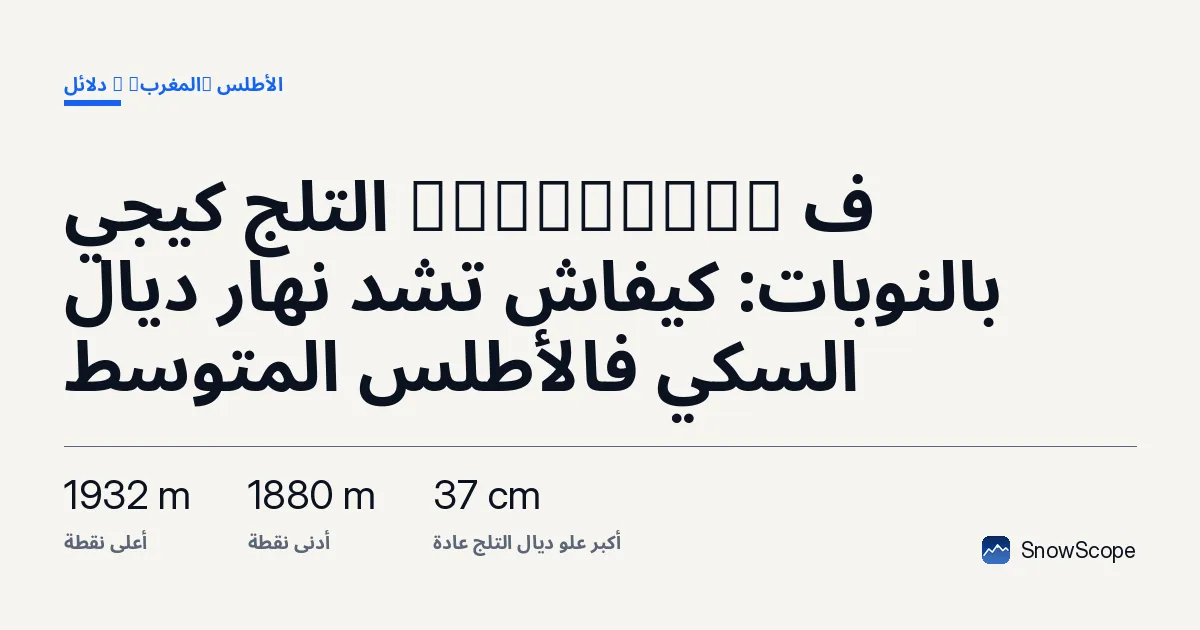 الأطلس المغرب دلائل
ف التلج كيجي
بالنوبات: كيفاش تشد نهار ديال
السكي فالأطلس المتوسط
1932 m
أعلى نقطة
1880 m
أدنى نقطة
37 cm
أكبر علو ديال التلج عادة
SnowScope